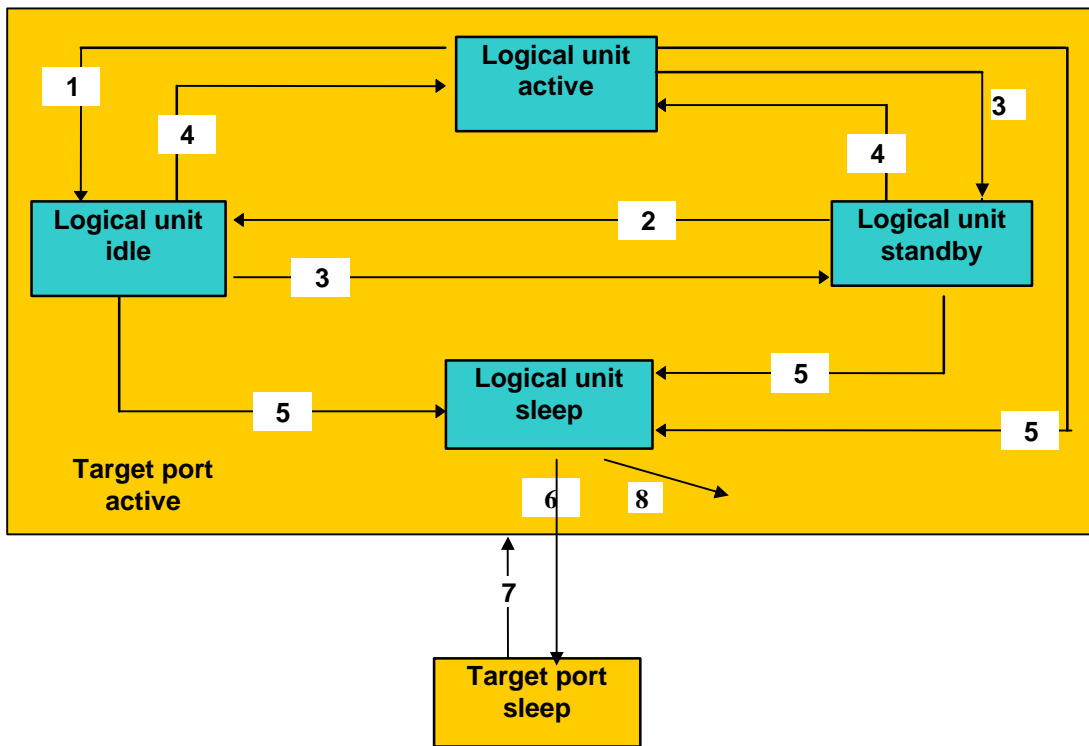 Logical unit
active
1
3
4
4
Logical unit
idle
2
Logical unit
standby
3
Logical unit
sleep
5
5
5
Target port
active
6
8
7
Target port
sleep